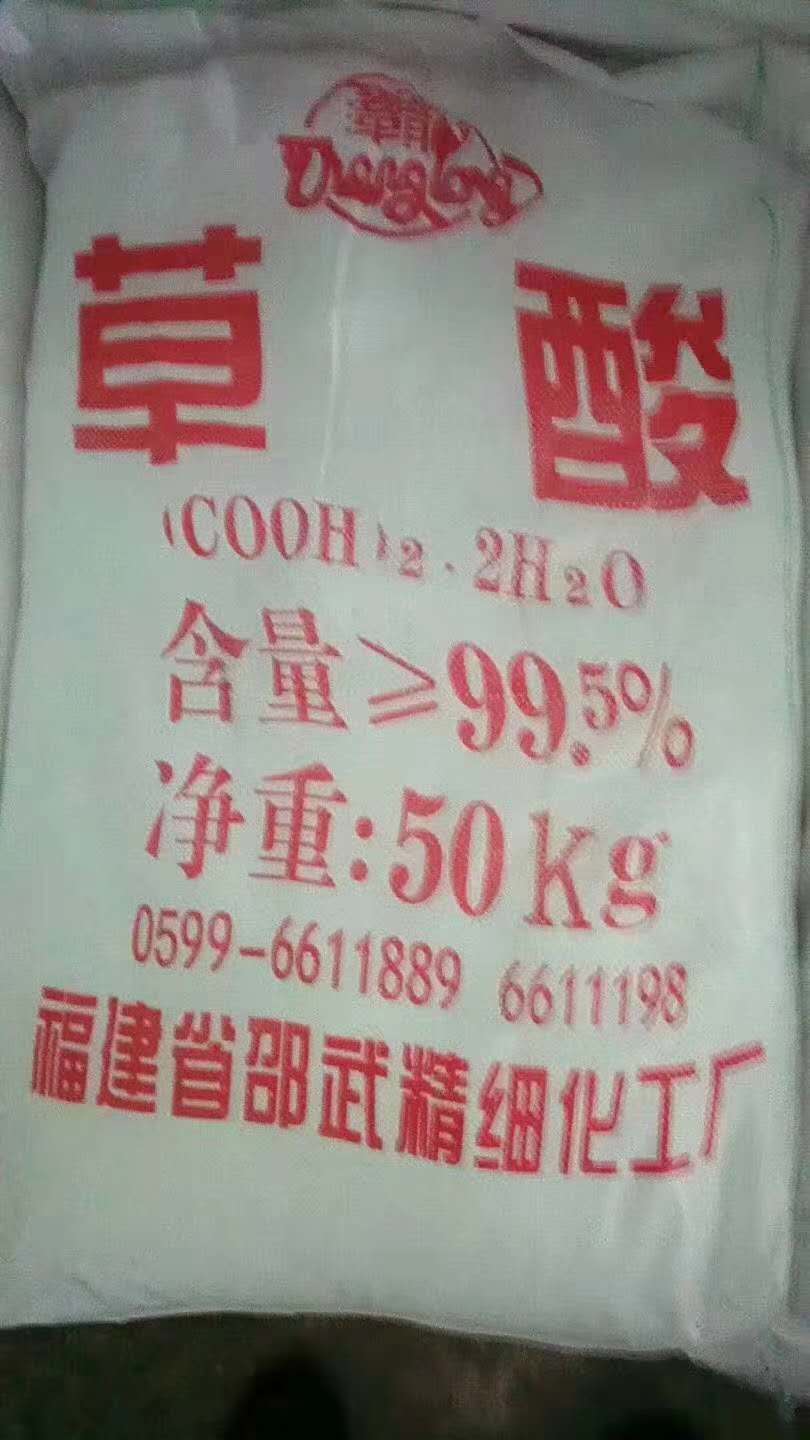 草酸
(COOH)₂·2H₂O
含量≥99.5%
净重:50Kg
0599-6611889 6611198
福建省邵武精细化工厂